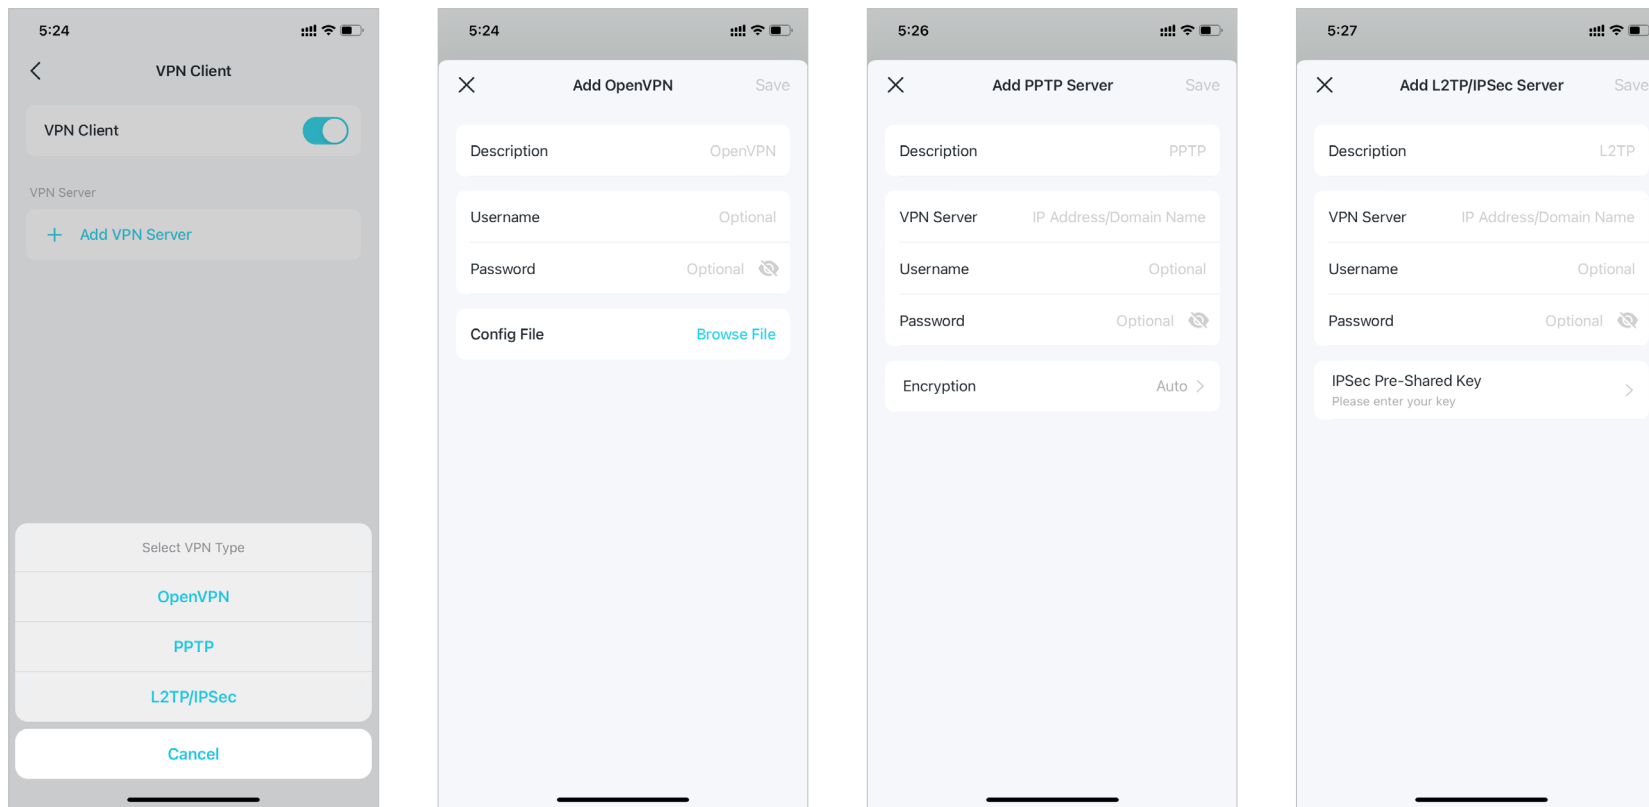 5:24
VPN Client
VPN Client
VPN Server
+ Add VPN Server
Select VPN Type
OpenVPN
PPTP
L2TP/IPSec
Cancel
5:24
Add OpenVPN Save
Description OpenVPN
Username Optional
Password Optional
Config File Browse File
5:26
Add PPTP Server Save
Description PPTP
VPN Server IP Address/Domain Name
Username Optional
Password Optional
Encryption Auto
5:27
Add L2TP/IPSec Server Save
Description L2TP
VPN Server IP Address/Domain Name
Username Optional
Password Optional
IPSec Pre-Shared Key
Please enter your key